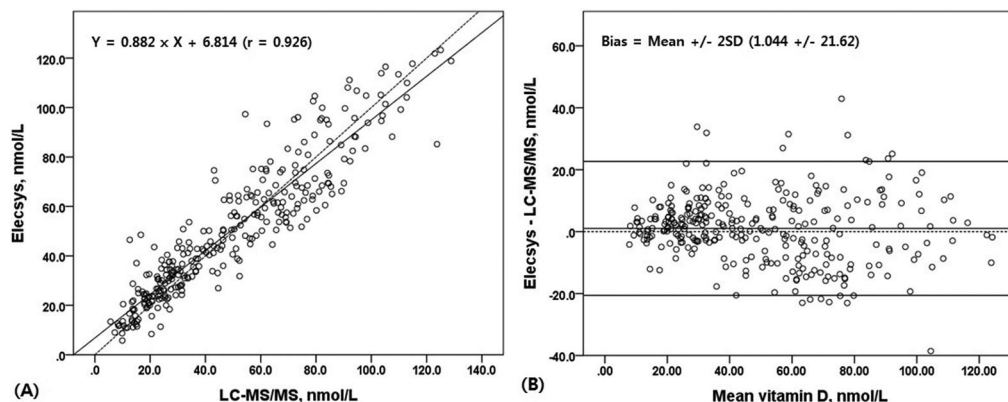 Y = 0.882 × X + 6.814 (r = 0.926)
120.0
100.0
80.0
60.0
40.0
20.0
.0
Elecsys, nmol/L
.0 20.0 40.0 60.0 80.0 100.0 120.0 140.0
LC-MS/MS, nmol/L
(A)
Bias = Mean +/- 2SD (1.044 +/- 21.62)
60.0
40.0
20.0
.0
-20.0
-40.0
Elecsys - LC-MS/MS, nmol/L
.00 20.00 40.00 60.00 80.00 100.00 120.00
Mean vitamin D, nmol/L
(B)